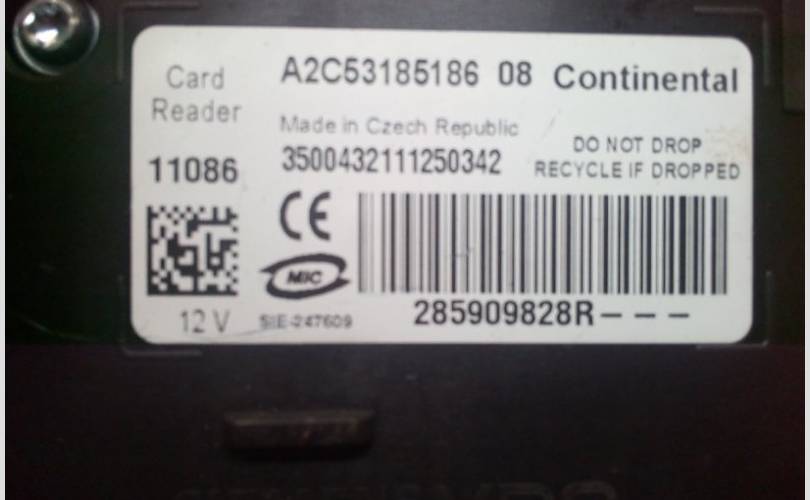 Card
Reader
11086
12 V
A2C53185186 08 Continental
Made in Czech Republic
3500432111250342
DO NOT DROP
RECYCLE IF DROPPED
CE
MIC
SIE-247609
285909828R---